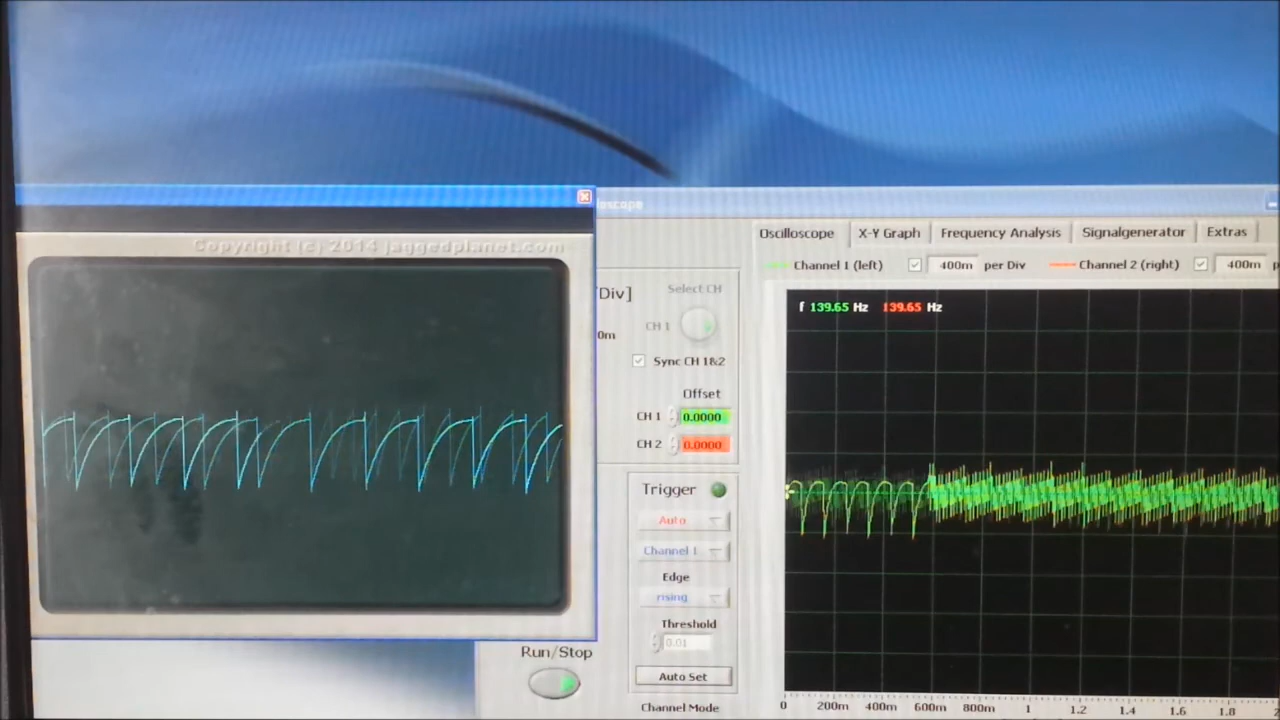 Copyright (c) 2014 jaggedplanet.com
Oscilloscope X-Y Graph Frequency Analysis Signalgenerator Extras
Channel 1 (left) 400m per Div Channel 2 (right) 400m
f 139.65 Hz 139.65 Hz
Div]
Select CH
CH 1
Sync CH 1&2
Offset
CH 1 0.0000
CH 2 0.0000
Trigger
Auto
Channel 1
Edge
rising
Threshold
0.01
Auto Set
Channel Mode
Run/Stop
0 200m 400m 600m 800m 1 1.2 1.4 1.6 1.8